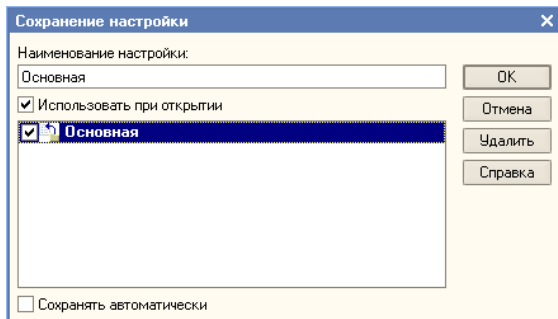 Сохранение настройки
Наименование настройки:
Основная
OK
Использовать при открытии
Отмена
Основная
Удалить
Справка
Сохранять автоматически